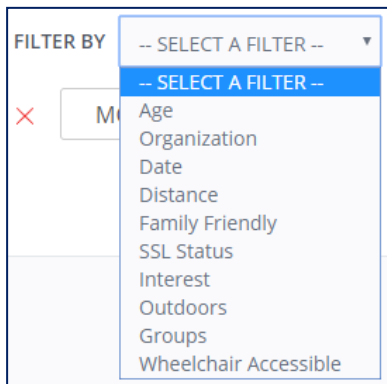 FILTER BY -- SELECT A FILTER --
-- SELECT A FILTER --
Age
Organization
Date
Distance
Family Friendly
SSL Status
Interest
Outdoors
Groups
Wheelchair Accessible